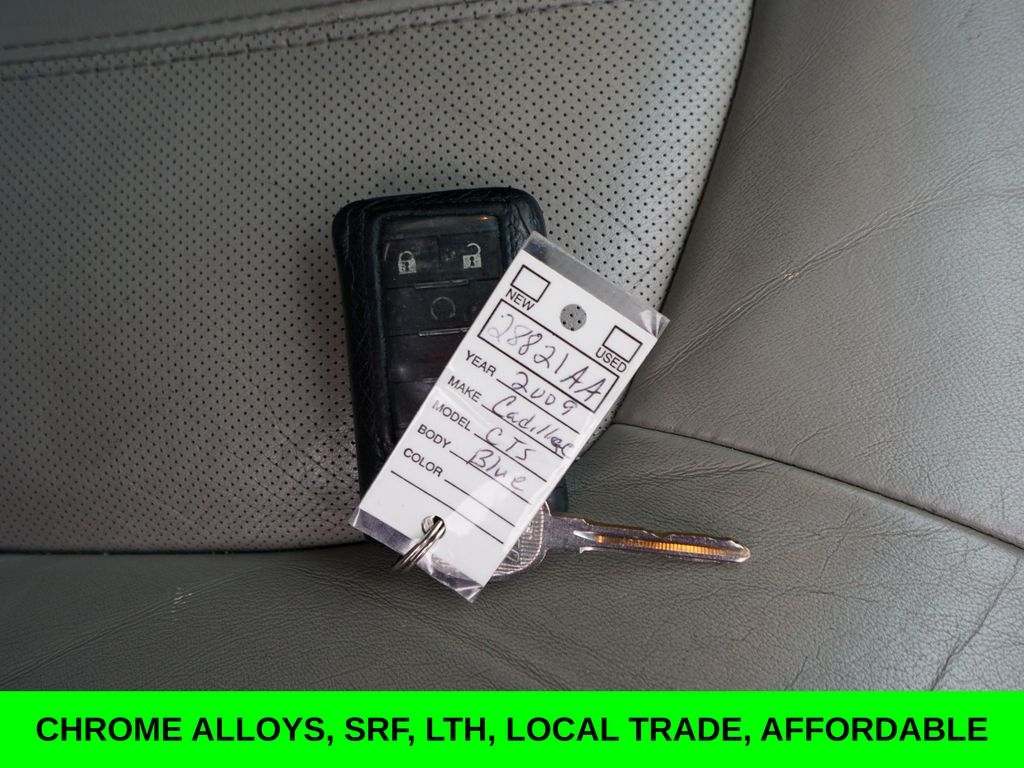 NEW
USED
28821AA
YEAR 2009
MAKE Cadillac
MODEL CTS
BODY Blue
COLOR
CHROME ALLOYS, SRF, LTH, LOCAL TRADE, AFFORDABLE